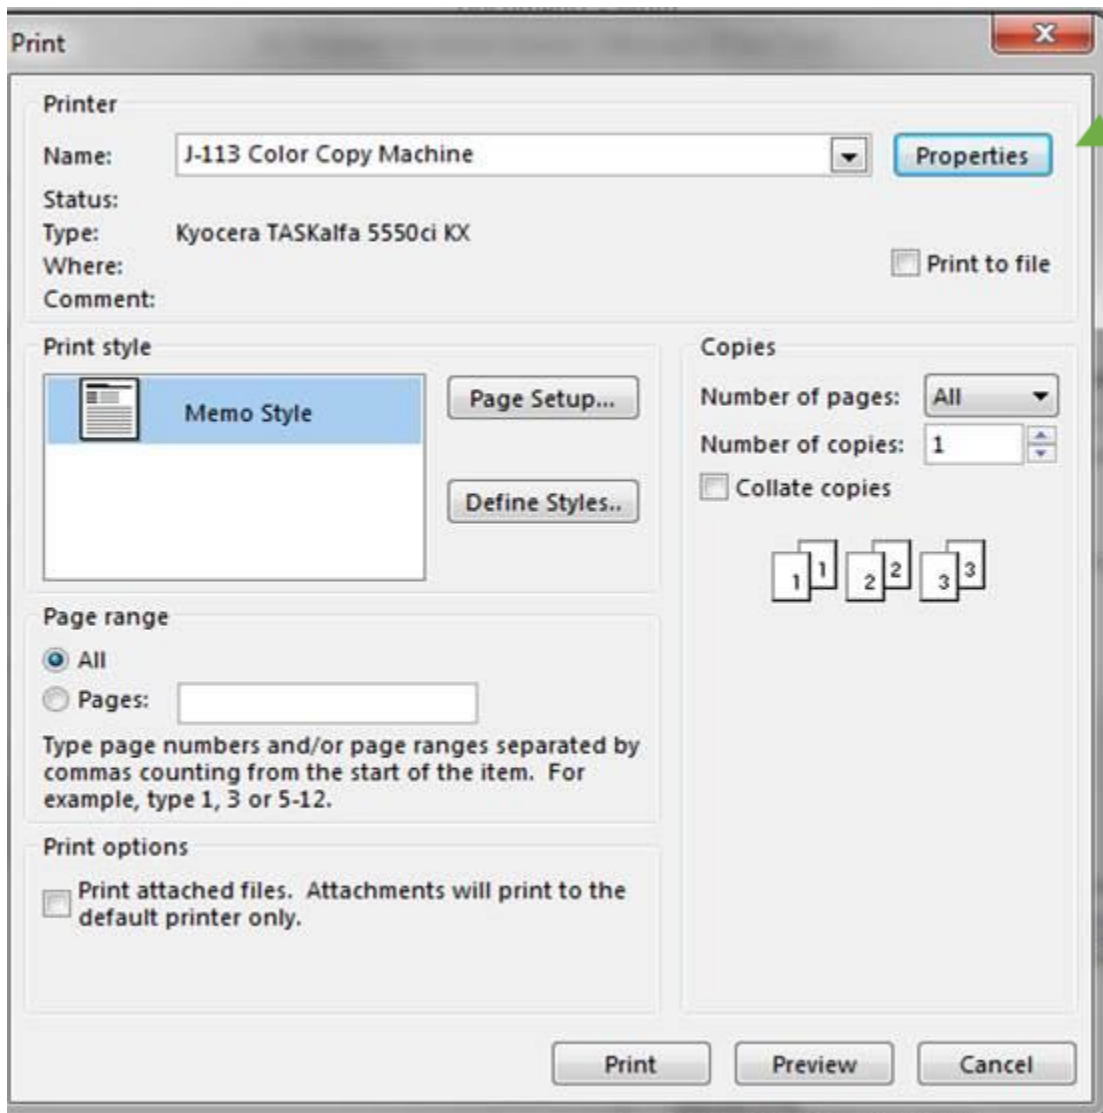 Print
Printer
Name: J-113 Color Copy Machine Properties
Status:
Type: Kyocera TASKalfa 5550ci KX
Where: Print to file
Comment:
Print style
Memo Style
Page Setup...
Define Styles..
Copies
Number of pages: All
Number of copies: 1
Collate copies
1 1 2 2 3 3
Page range
All
Pages:
Type page numbers and/or page ranges separated by
commas counting from the start of the item. For
example, type 1, 3 or 5-12.
Print options
Print attached files. Attachments will print to the
default printer only.
Print Preview Cancel